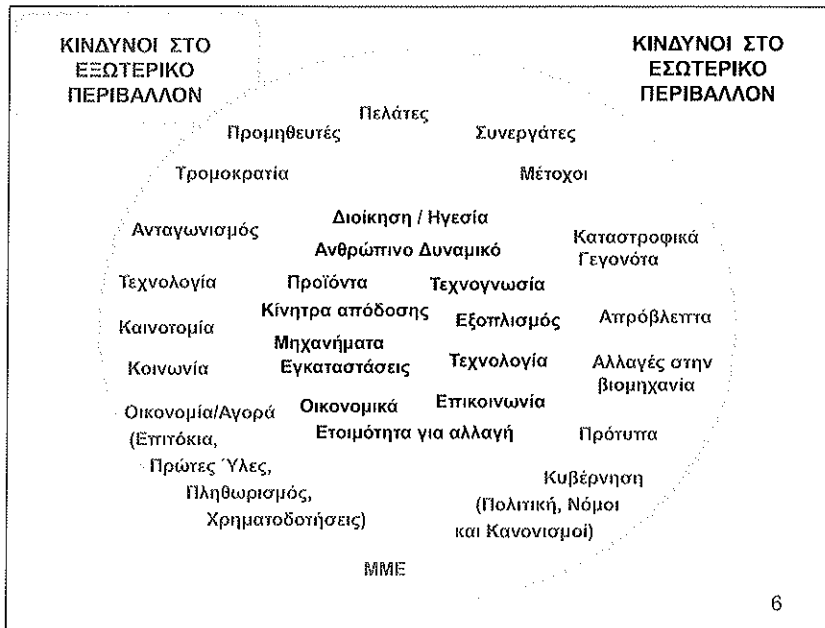 ΚΙΝΔΥΝΟΙ ΣΤΟ
ΕΞΩΤΕΡΙΚΟ
ΠΕΡΙΒΑΛΛΟΝ
ΚΙΝΔΥΝΟΙ ΣΤΟ
ΕΣΩΤΕΡΙΚΟ
ΠΕΡΙΒΑΛΛΟΝ
Πελάτες
Προμηθευτές
Συνεργάτες
Τρομοκρατία
Μέτοχοι
Διοίκηση / Ηγεσία
Ανταγωνισμός
Ανθρώπινο Δυναμικό
Καταστροφικά
Γεγονότα
Τεχνολογία
Προϊόντα
Τεχνογνωσία
Κίνητρα απόδοσης
Εξοπλισμός
Απρόβλεπτα
Καινοτομία
Μηχανήματα
Εγκαταστάσεις
Τεχνολογία
Αλλαγές στην
βιομηχανία
Κοινωνία
Οικονομικά
Επικοινωνία
Οικονομία/Αγορά
(Επιτόκια,
Πρώτες Ύλες,
Πληθωρισμός,
Χρηματοδοτήσεις)
Ετοιμότητα για αλλαγή
Πρότυπα
Κυβέρνηση
(Πολιτική, Νόμοι
και Κανονισμοί)
ΜΜΕ
6